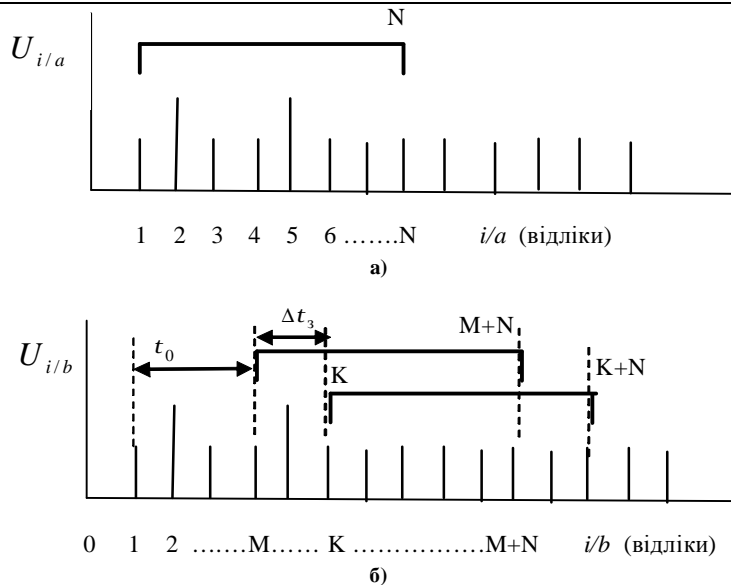 N
U i/a
1 2 3 4 5 6 …….N i/a (відліки)
а)
Δt з
M+N
t 0
K+N
U i/b
K
0 1 2 …….M…… K ……………..M+N i/b (відліки)
б)